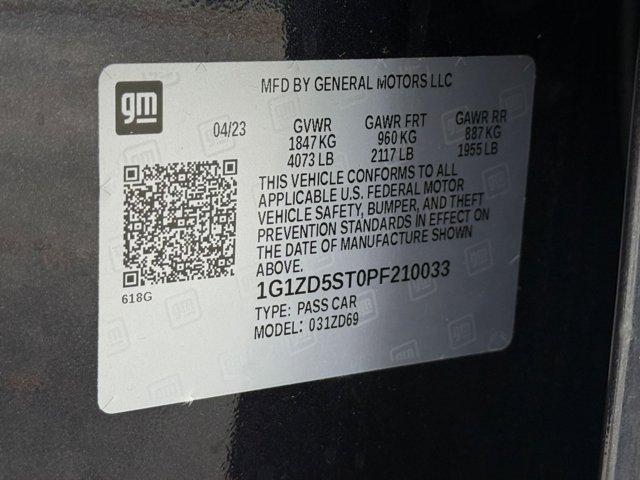 gm
MFD BY GENERAL MOTORS LLC
04/23 GVWR GAWR FRT GAWR RR
1847 KG 960 KG 887 KG
4073 LB 2117 LB 1955 LB
THIS VEHICLE CONFORMS TO ALL
APPLICABLE U.S. FEDERAL MOTOR
VEHICLE SAFETY, BUMPER, AND THEFT
PREVENTION STANDARDS IN EFFECT ON
THE DATE OF MANUFACTURE SHOWN
ABOVE.
618G
1G1ZD5ST0PF210033
TYPE: PASS CAR
MODEL: 031ZD69